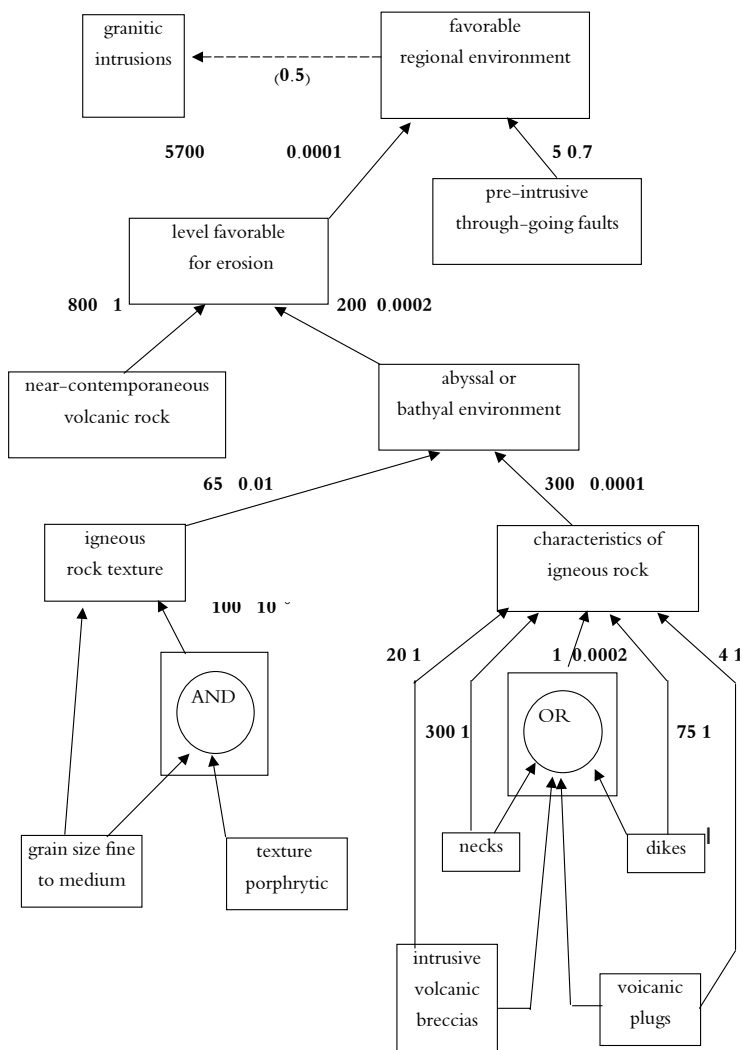 granitic
intrusions
favorable
regional environment
(0.5)
5700 0.0001
5 0.7
pre-intrusive
through-going faults
level favorable
for erosion
800 1
200 0.0002
near-contemporaneous
volcanic rock
abyssal or
bathyal environment
65 0.01
300 0.0001
igneous
rock texture
characteristics of
igneous rock
100 10
20 1
1 0.0002
4 1
AND
OR
300 1
75 1
grain size fine
to medium
texture
porphrytic
necks
dikes
intrusive
volcanic
breccias
voicanic
plugs